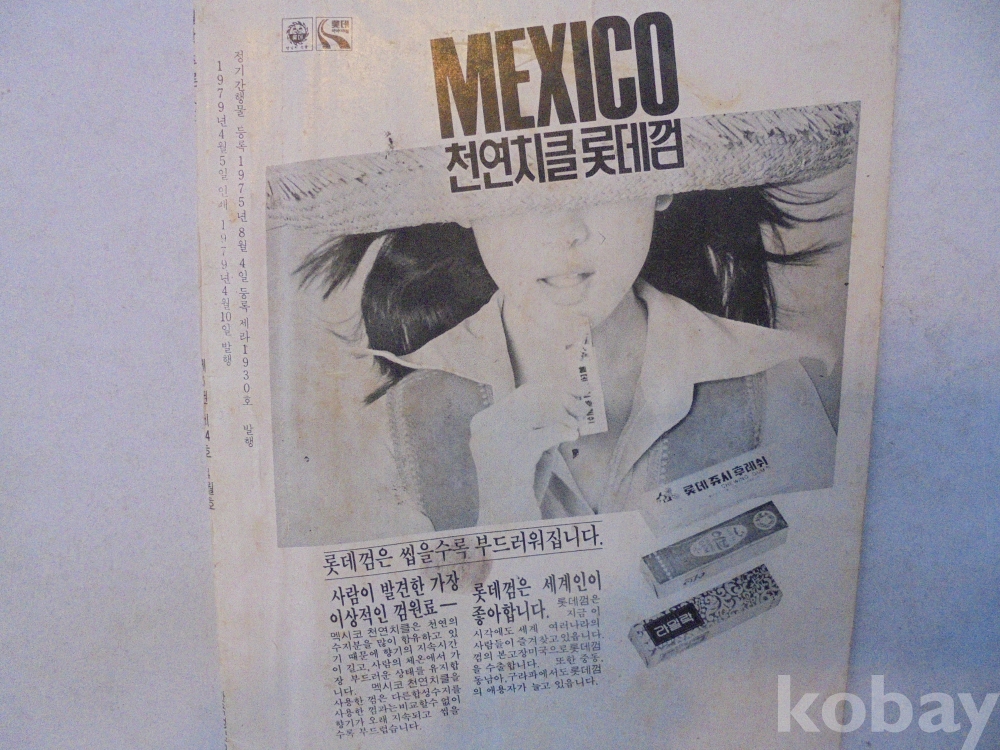 롯데
MEXICO
천연치클 롯데껌
정기간행물 등록 1975년 8월 4일 등록 제라1930호 발행
1979년 4월 5일 인쇄 1979년 4월 10일 발행
롯데쥬시후레쉬
롯데껌은 씹을수록 부드러워집니다.
사람이 발견한 가장
이상적인 껌원료—
멕시코 천연치클은 천연의
수지분을 많이 함유하고 있
기 때문에 향기의 지속시간
이 길고, 사람의 체온에서 가
장 부드러운 상태를 유지합
니다. 멕시코 천연치클을
사용한 껌은 다른합성수지를
사용한 껌과는비교할수 없이
향기가 오래 지속되고 씹을
수록 부드럽습니다.
롯데껌은 세계인이
좋아합니다.
롯데껌은
지금 이
시각에도 세계 여러나라의
사람들이 즐겨찾고있읍니다.
껌의 본고장미국으로롯데껌
을 수출합니다. 또한 중동,
동남아, 구라파에서도롯데껌
의 애용자가 늘고 있읍니다.
kobay